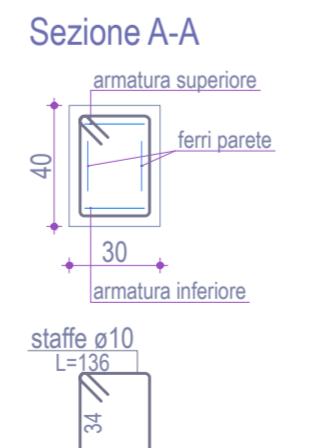 Sezione A-A
armatura superiore
ferri parete
40
30
armatura inferiore
staffe ø10
L=136
34